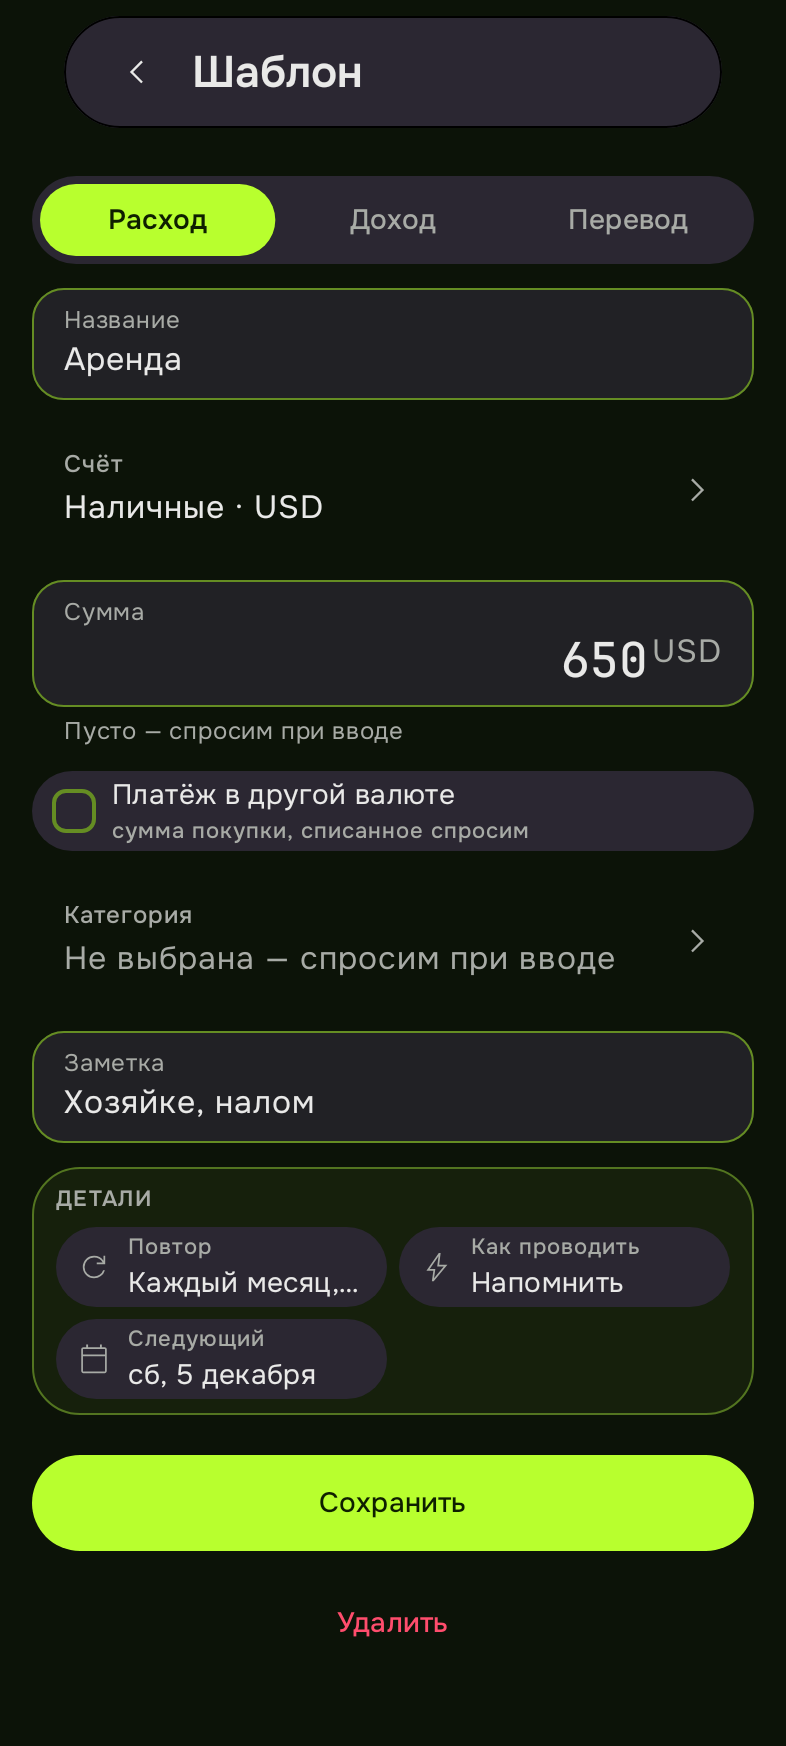 Шаблон
Расход
Доход
Перевод
Название
Аренда
Счёт
Наличные · USD
Сумма
650 USD
Пусто — спросим при вводе
Платёж в другой валюте
сумма покупки, списанное спросим
Категория
Не выбрана — спросим при вводе
Заметка
Хозяйке, налом
ДЕТАЛИ
Повтор
Каждый месяц,...
Как проводить
Напомнить
Следующий
сб, 5 декабря
Сохранить
Удалить